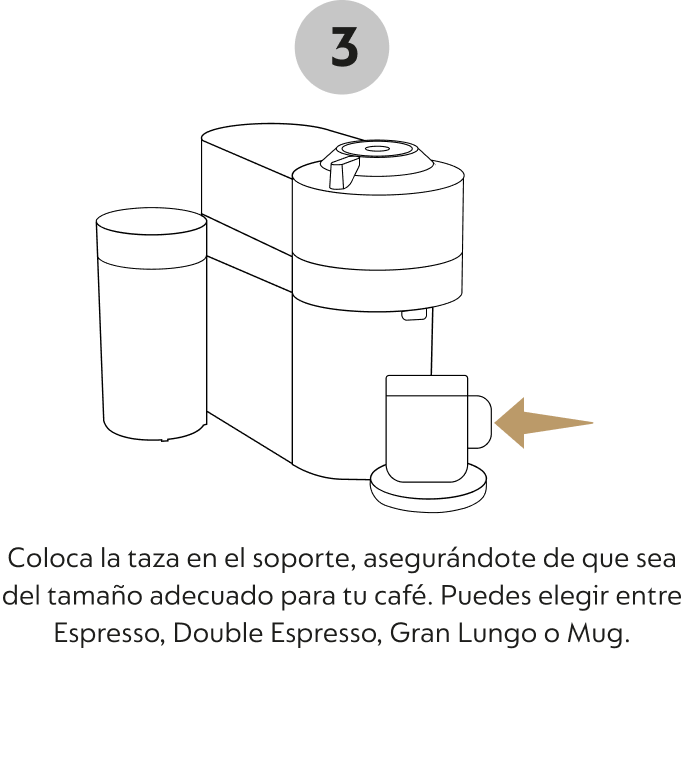 3
Coloca la taza en el soporte, asegurándote de que sea
del tamaño adecuado para tu café. Puedes elegir entre
Espresso, Double Espresso, Gran Lungo o Mug.